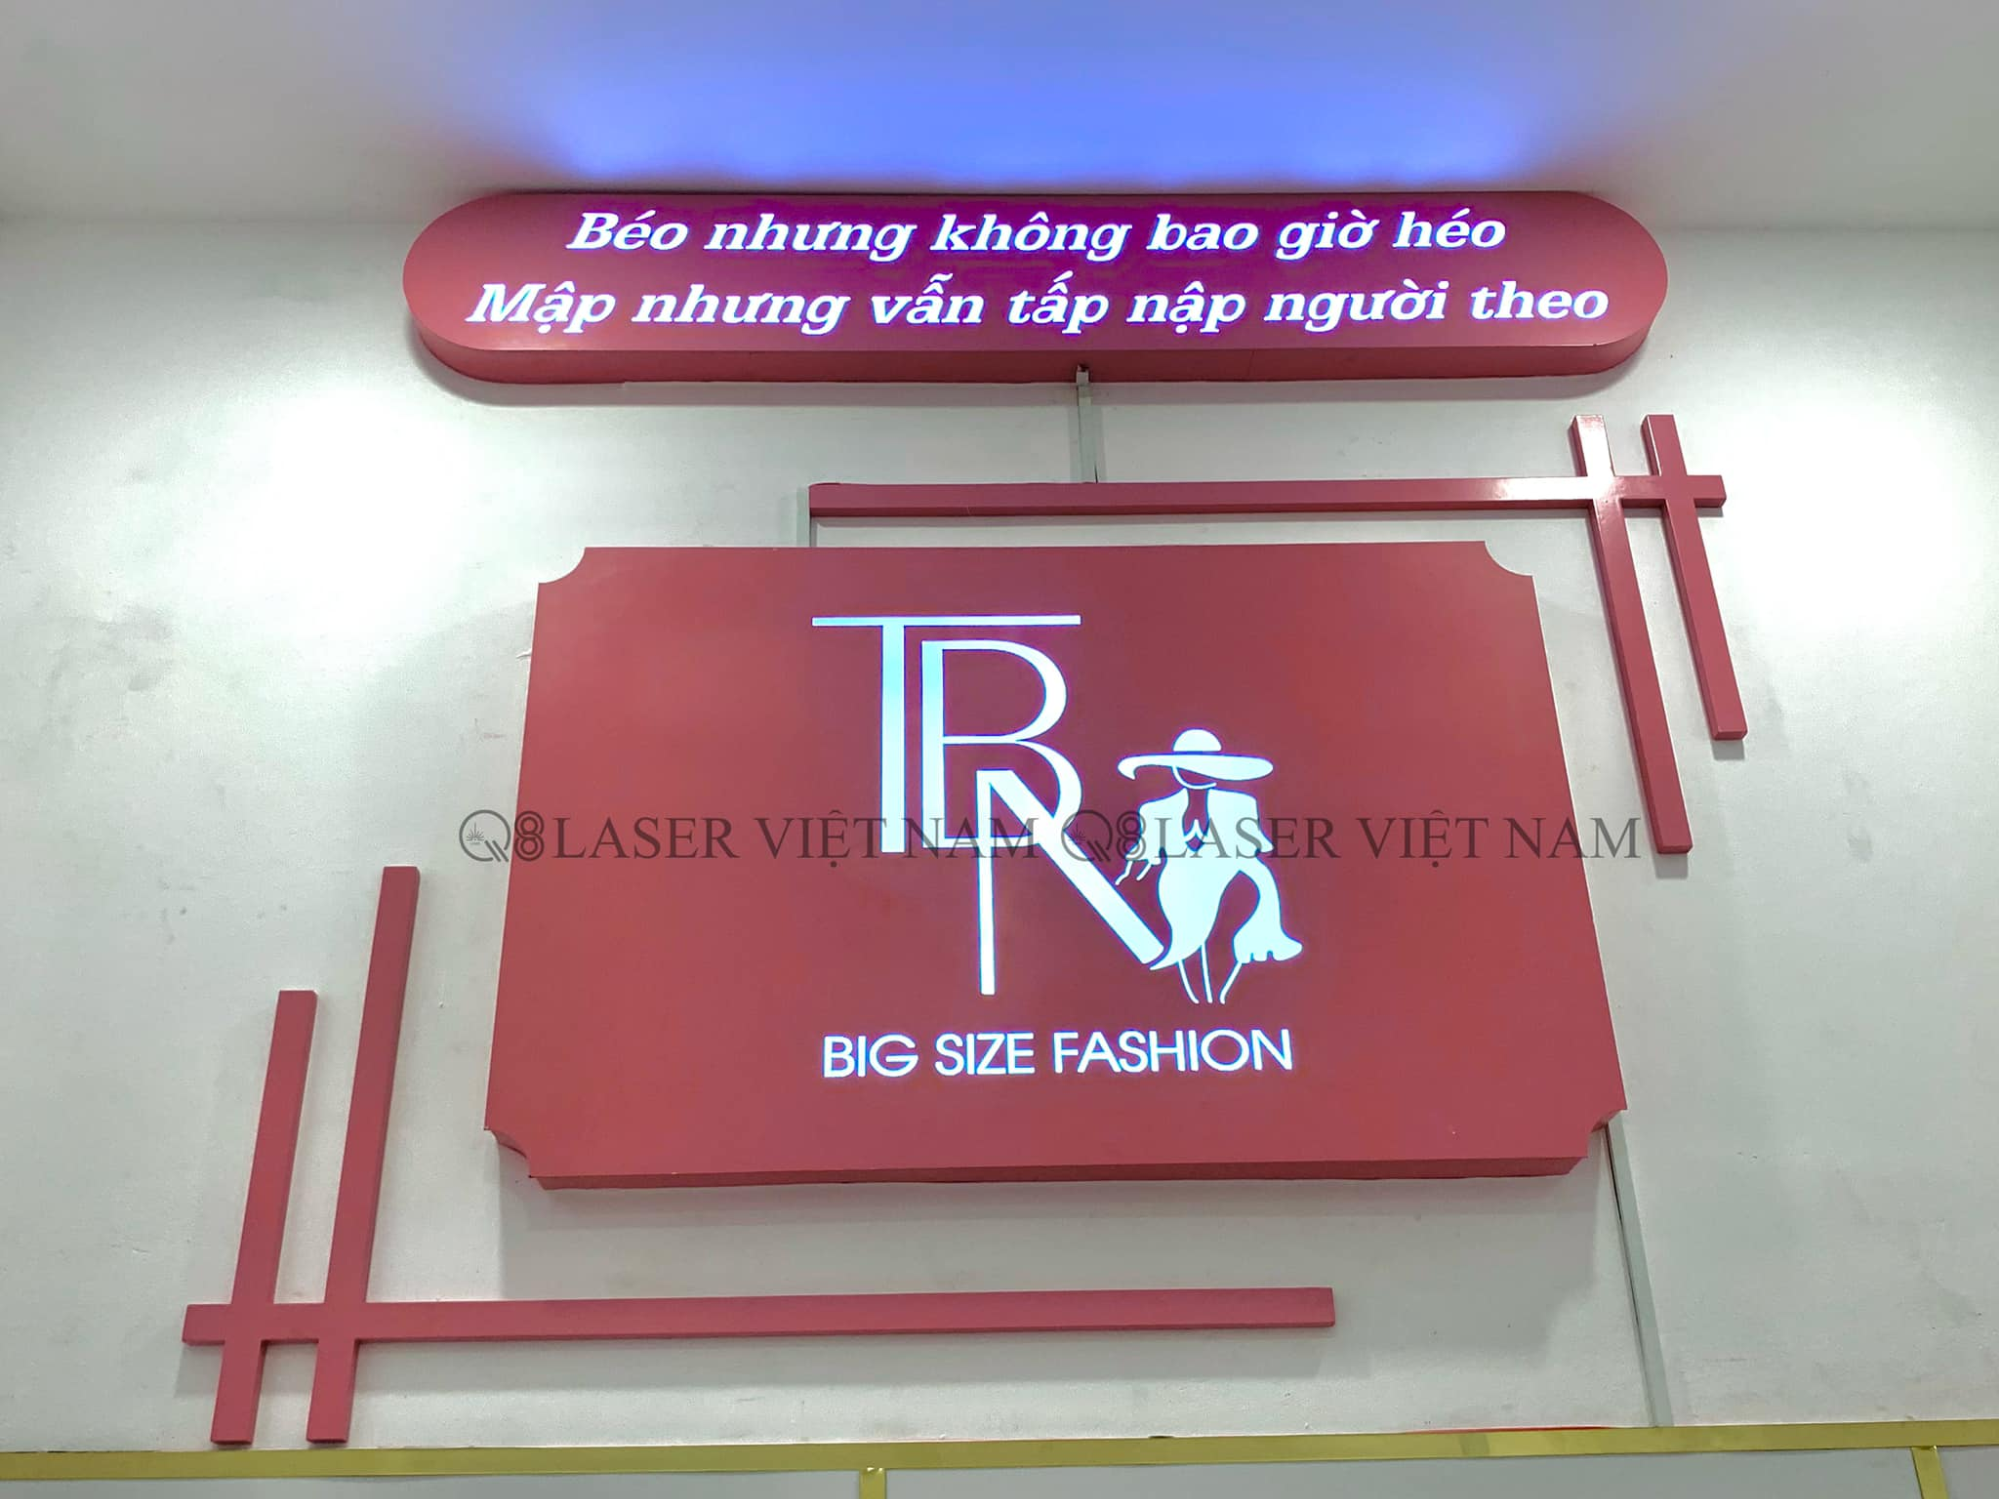 Béo nhưng không bao giờ héo
Mập nhưng vẫn tấp nập người theo
TBR
Q8 LASER VIỆT NAM Q8 LASER VIỆT NAM
BIG SIZE FASHION